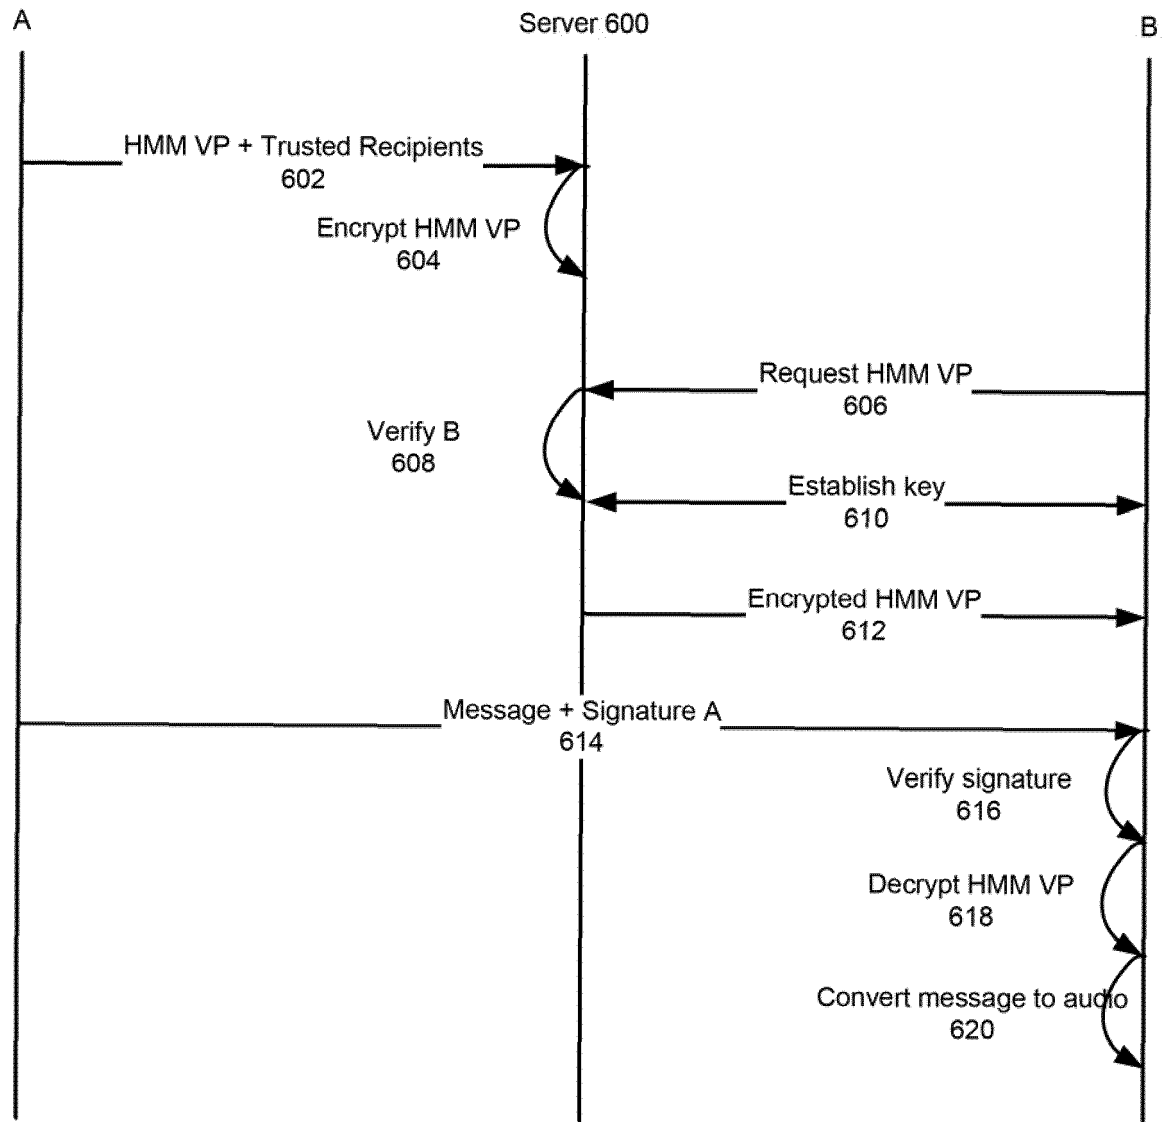 A
Server 600
B
HMM VP + Trusted Recipients
602
Encrypt HMM VP
604
Request HMM VP
606
Verify B
608
Establish key
610
Encrypted HMM VP
612
Message + Signature A
614
Verify signature
616
Decrypt HMM VP
618
Convert message to audio
620